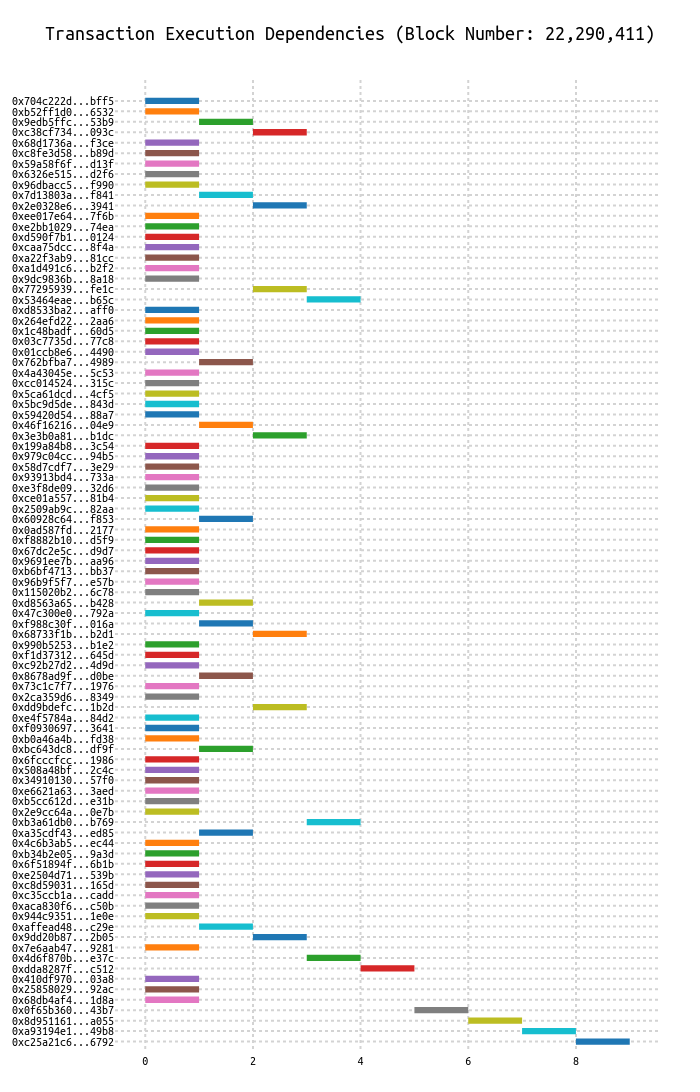 Transaction Execution Dependencies (Block Number: 22,290,411)
0x704c222d...bff5
0xb52ff1d0...6532
0x9edb5ffc...53b9
0xc38cf734...093c
0x68d1736a...f3ce
0xc8fe3d58...b89d
0x59a58f6f...d13f
0x6326e515...d2f6
0x96dbacc5...f990
0x7d13803a...f841
0x2e0328e6...3941
0xee017e64...7f6b
0xe2bb1029...74ea
0xd590f7b1...0124
0xcaa75dcc...8f4a
0xa22f3ab9...81cc
0xa1d491c6...b2f2
0x9dc9836b...8a18
0x77295939...fe1c
0x53464eae...b65c
0xd8533ba2...aff0
0x264efd22...2aa6
0x1c48badf...60d5
0x03c7735d...77c8
0x01ccb8e6...4490
0x762bfba7...4989
0x4a43045e...5c53
0xcc014524...315c
0x5ca61dcd...4cf5
0x5bc9d5de...843d
0x59420d54...88a7
0x46f16216...04e9
0x3e3b0a81...b1dc
0x199a84b8...3c54
0x979c04cc...94b5
0x58d7cdf7...3e29
0x93913bd4...733a
0xe3f8de09...32d6
0xce01a557...81b4
0x2509ab9c...82aa
0x60928c64...f853
0x0ad587fd...2177
0xf8882b10...d5f9
0x67dc2e5c...d9d7
0x9691ee7b...aa96
0xb6bf4713...bb37
0x96b9f5f7...e57b
0x115020b2...6c78
0xd8563a65...b428
0x47c300e0...792a
0xf988c30f...016a
0x68733f1b...b2d1
0x990b5253...b1e2
0xf1d37312...645d
0xc92b27d2...4d9d
0x8678ad9f...d0be
0x73c1c7f7...1976
0x2ca359d6...8349
0xdd9bdefc...1b2d
0xe4f5784a...84d2
0xf0930697...3641
0xb0a46a4b...fd38
0xbc643dc8...df9f
0x6fcccfcc...1986
0x508a48bf...2c4c
0x34910130...57f0
0xe6621a63...3aed
0xb5cc612d...e31b
0x2e9cc64a...0e7b
0xb3a61db0...b769
0xa35cdf43...ed85
0x4c6b3ab5...ec44
0xb34b2e05...9a3d
0x6f51894f...6b1b
0xe2504d71...539b
0xc8d59031...165d
0xc35ccb1a...cadd
0xaca830f6...c50b
0x944c9351...1e0e
0xaffead48...c29e
0x9dd20b87...2b05
0x7e6aab47...9281
0x4d6f870b...e37c
0xdda8287f...c512
0x410df970...03a8
0x25858029...92ac
0x68db4af4...1d8a
0x0f65b360...43b7
0x8d951161...a055
0xa93194e1...49b8
0xc25a21c6...6792
0 2 4 6 8